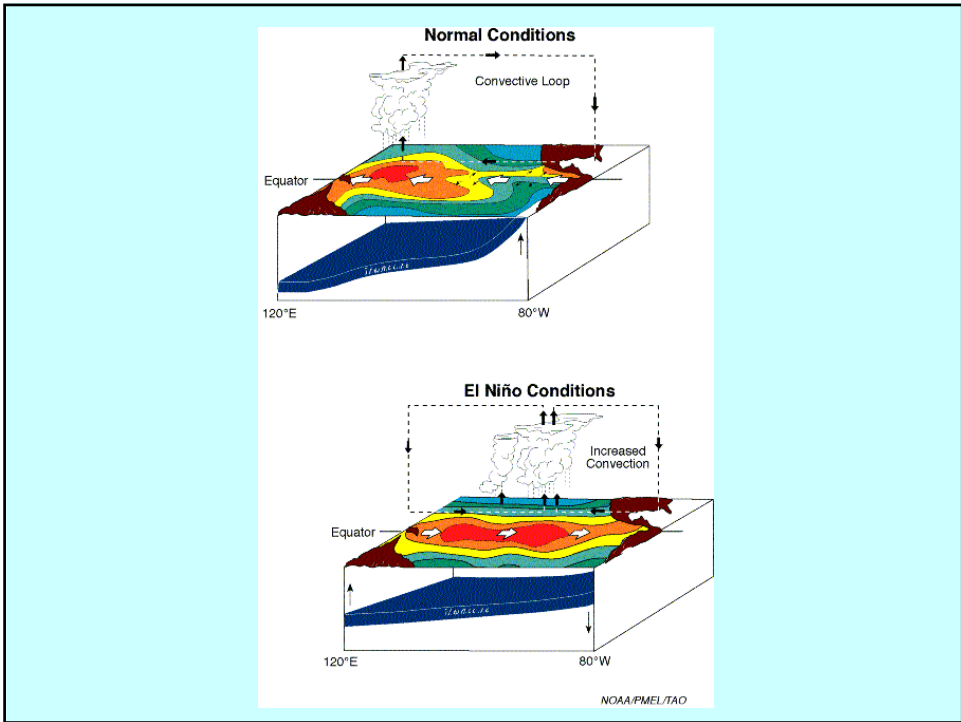 Normal Conditions
Convective Loop
Equator
120°E
80°W
El Niño Conditions
Increased
Convection
Equator
120°E
80°W
NOAA/PMEL/TAO